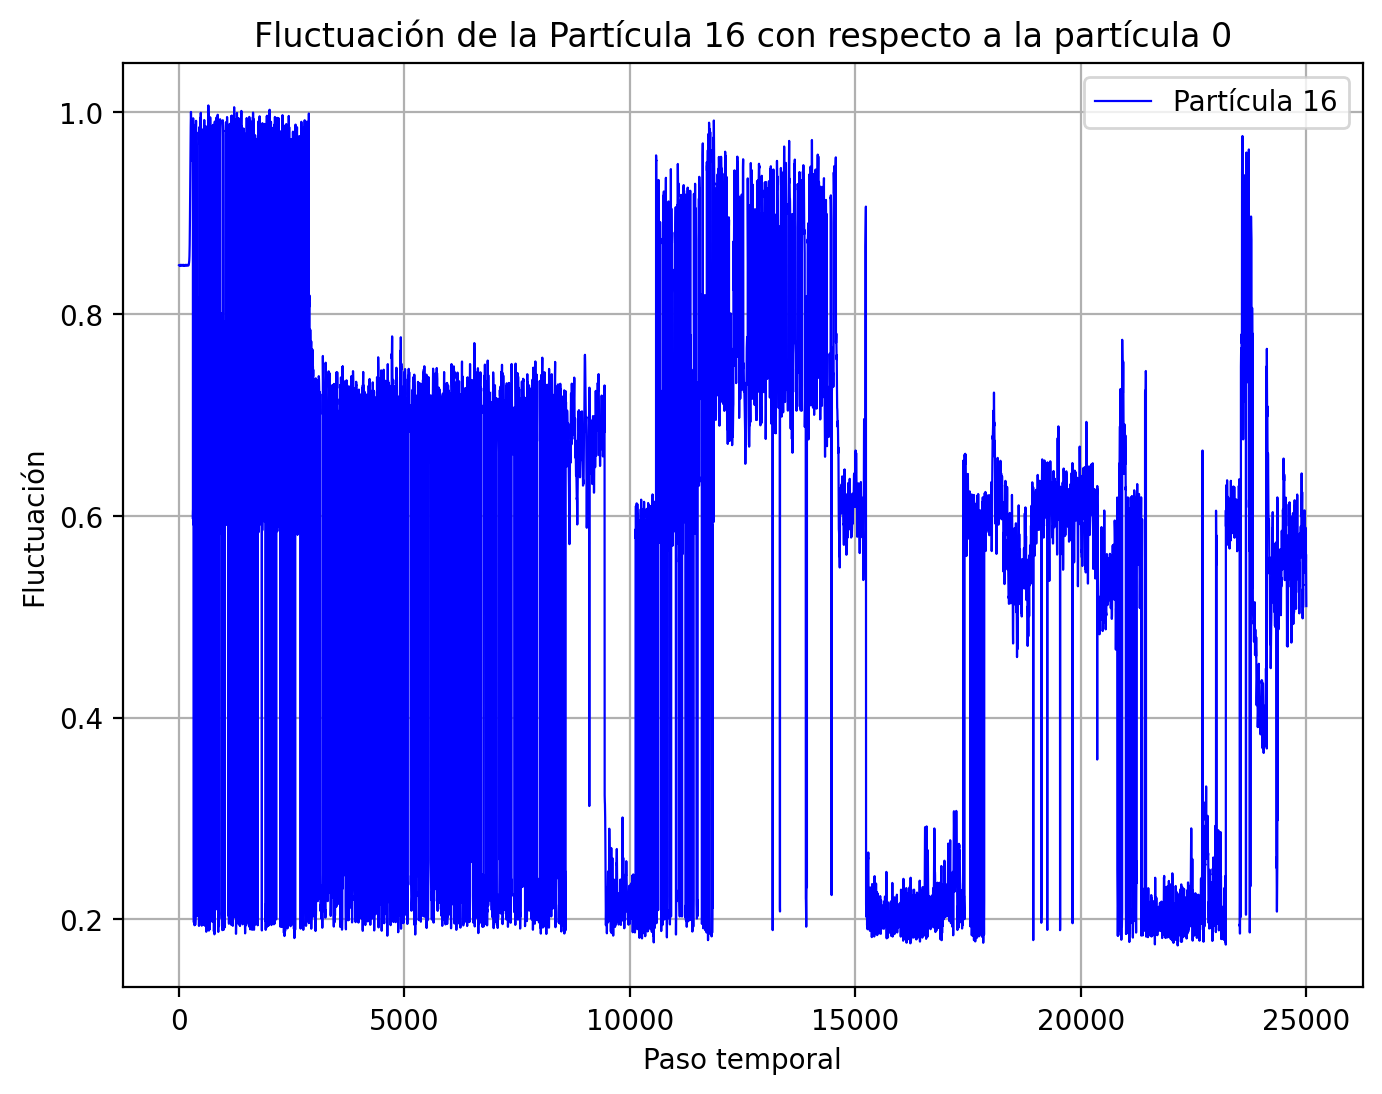 Fluctuación de la Partícula 16 con respecto a la partícula 0
Partícula 16
1.0
0.8
0.6
0.4
0.2
Fluctuación
0 5000 10000 15000 20000 25000
Paso temporal